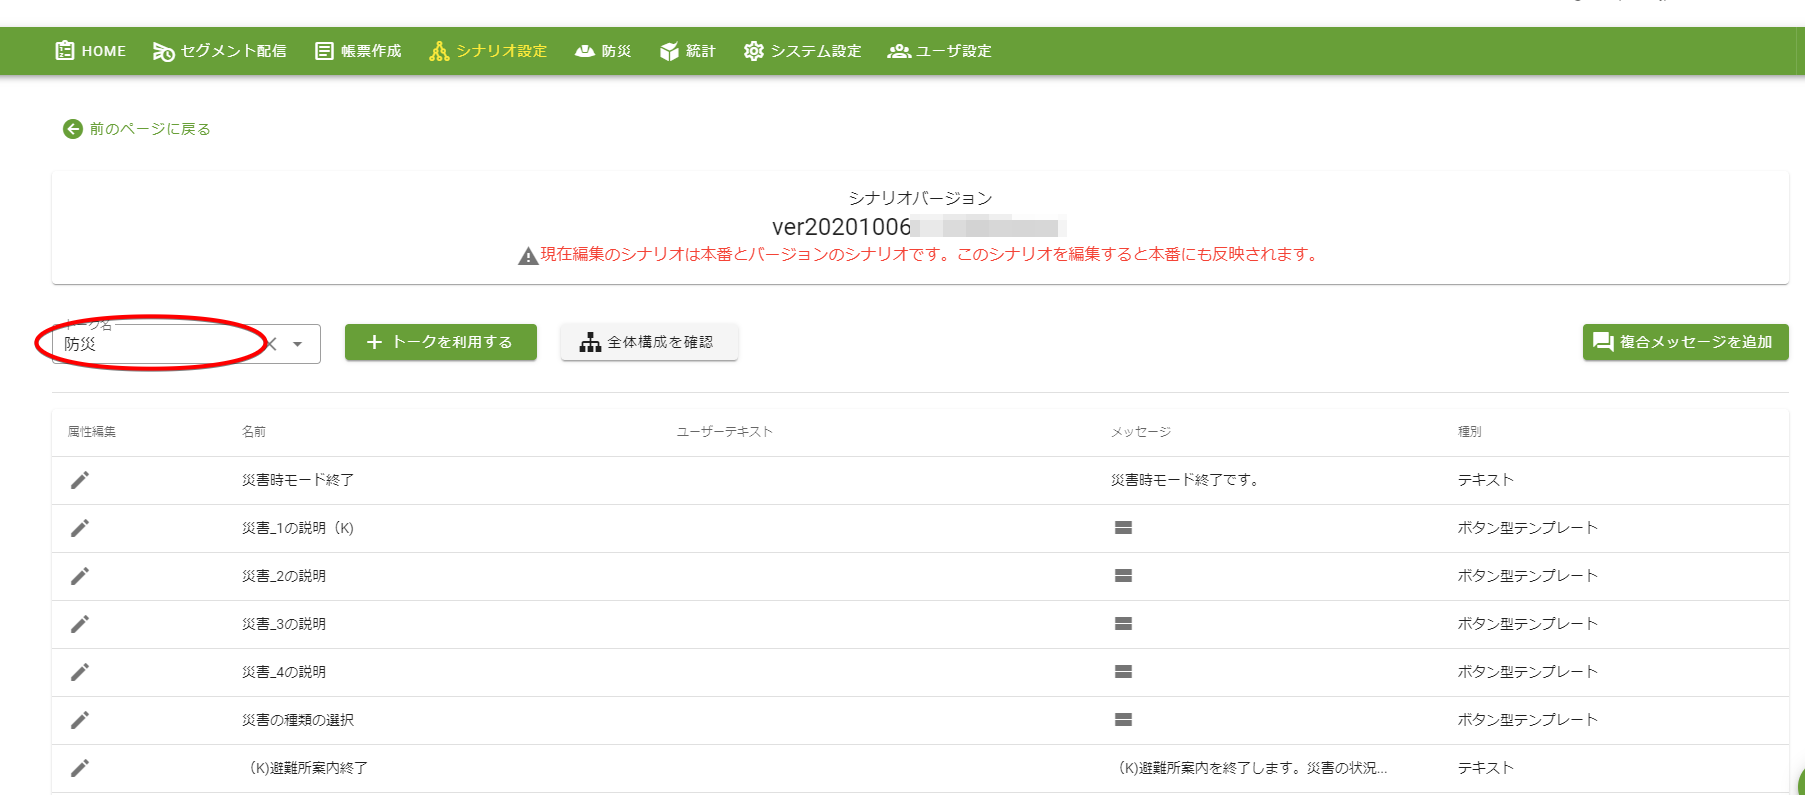 HOME セグメント配信 帳票作成 シナリオ設定 防災 統計 システム設定 ユーザ設定
前のページに戻る
シナリオバージョン
ver20201006
現在編集のシナリオは本番とバージョンのシナリオです。このシナリオを編集すると本番にも反映されます。
トーク名
防災
トークを利用する 全体構成を確認 複合メッセージを追加
属性編集 名前 ユーザーテキスト メッセージ 種別
災害時モード終了 災害時モード終了です。 テキスト
災害_1の説明（K) ボタン型テンプレート
災害_2の説明 ボタン型テンプレート
災害_3の説明 ボタン型テンプレート
災害_4の説明 ボタン型テンプレート
災害の種類の選択 ボタン型テンプレート
（K)避難所案内終了 （K)避難所案内を終了します。災害の状況... テキスト